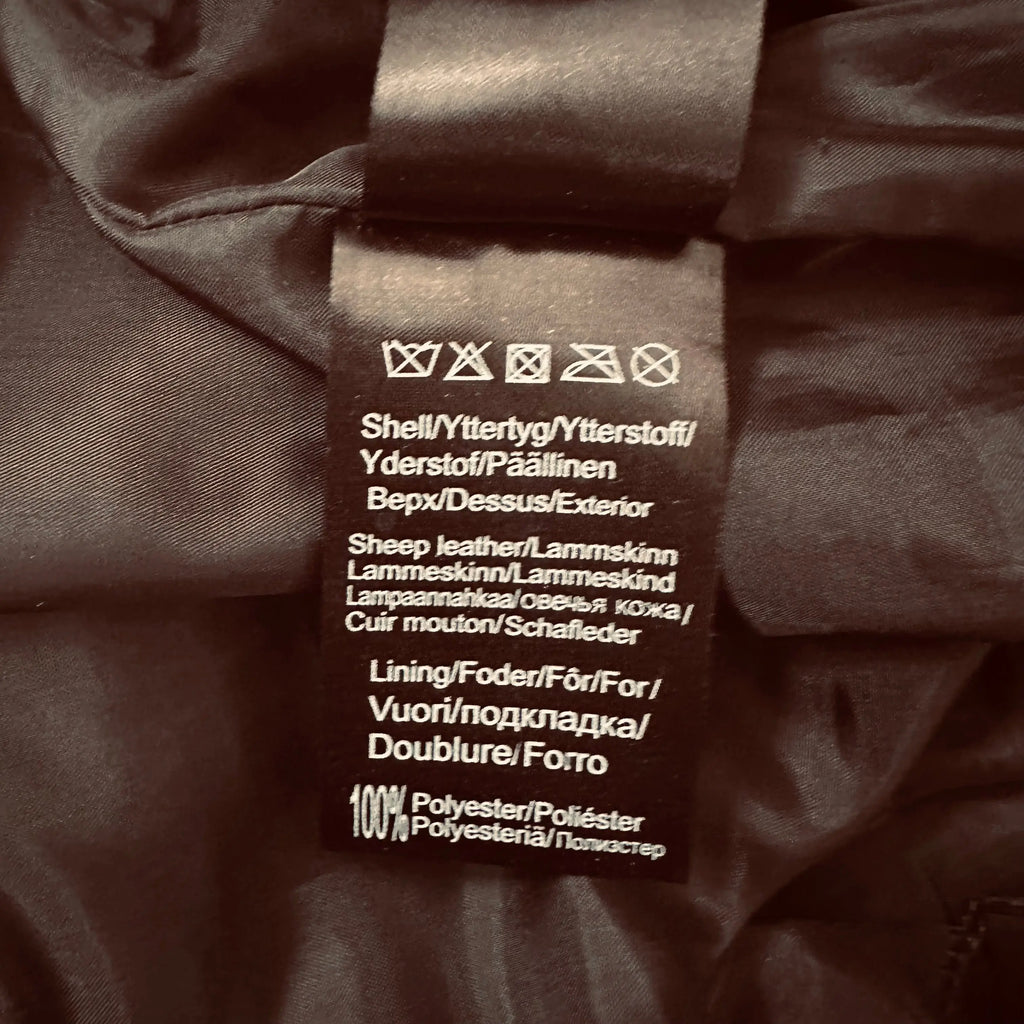 Shell/Yttertyg/Ytterstoff/
Yderstof/Päällinen
Верх/Dessus/Exterior
Sheep leather/Lammskinn
Lammeskinn/Lammeskind
Lampaannahkaa/овечья кожа/
Cuir mouton/Schafleder
Lining/Foder/Fôr/For/
Vuori/подкладка/
Doublure/Forro
100% Polyester/Poliéster
Polyesteriä/Полиэстер